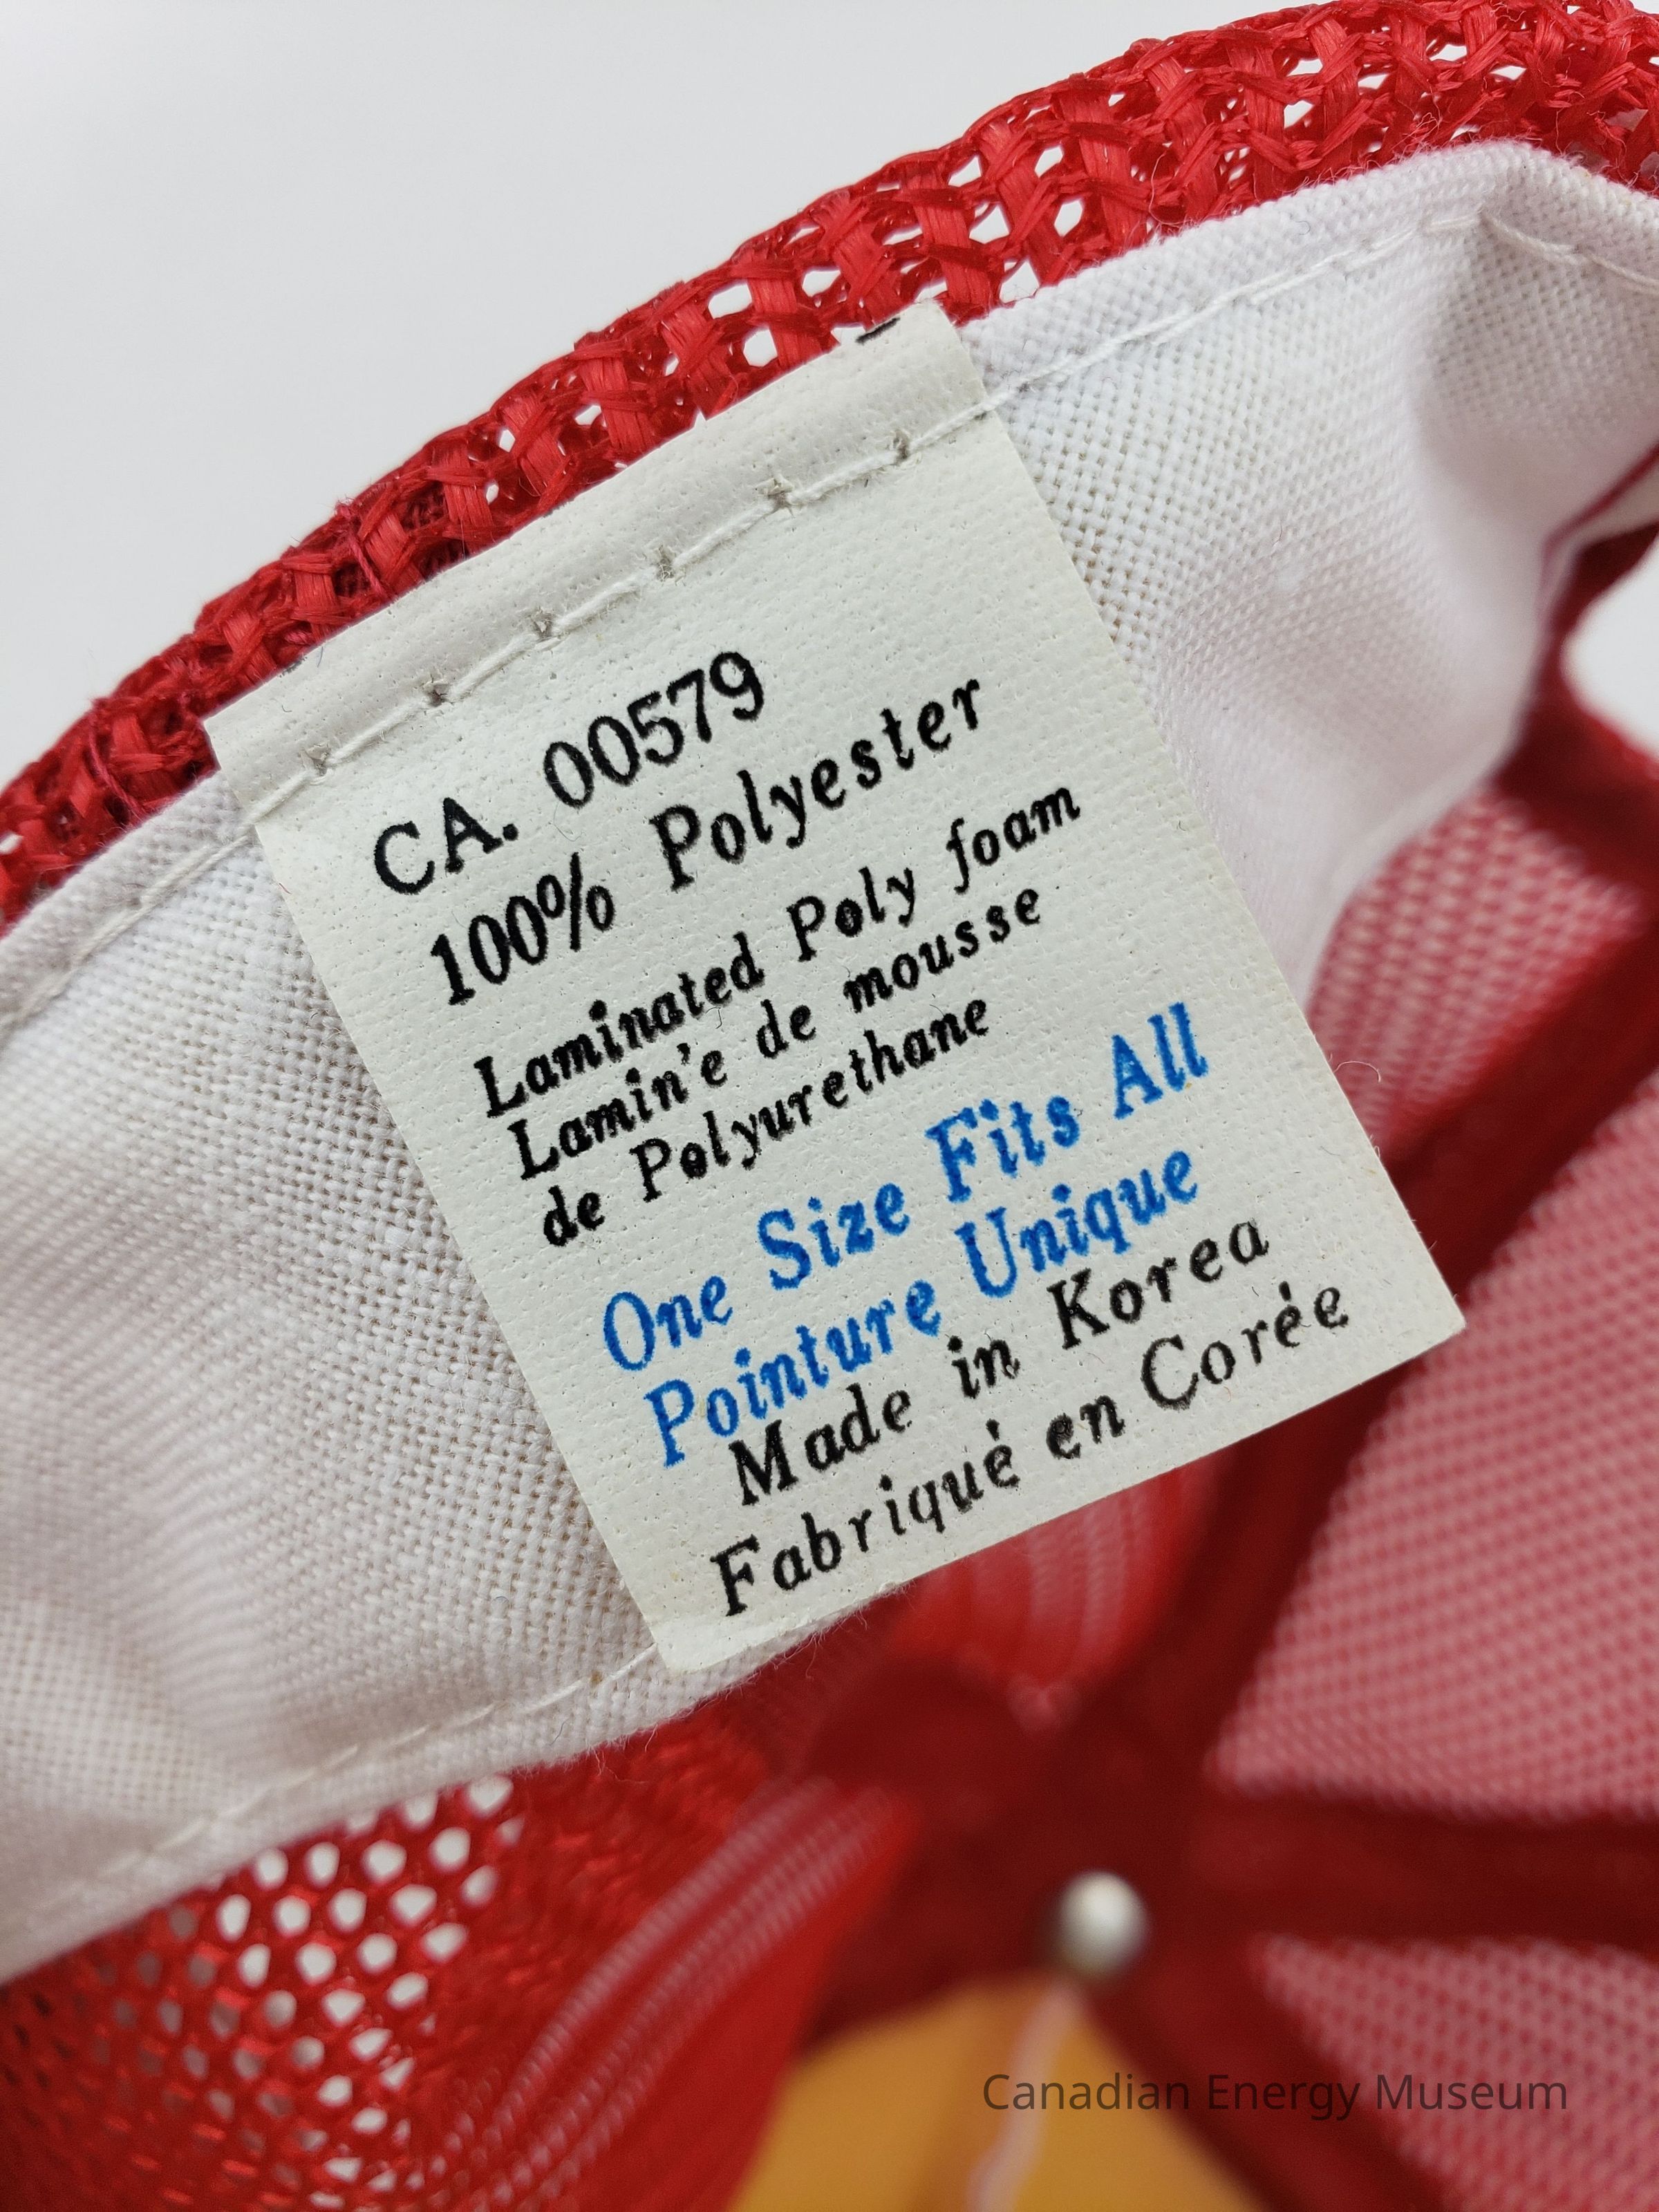 CA. 00579
100% Polyester
Laminated Poly foam
Lamin'e de mousse
de Polyurethane
One Size Fits All
Pointure Unique
Made in Korea
Fabriqué en Corée
Canadian Energy Museum